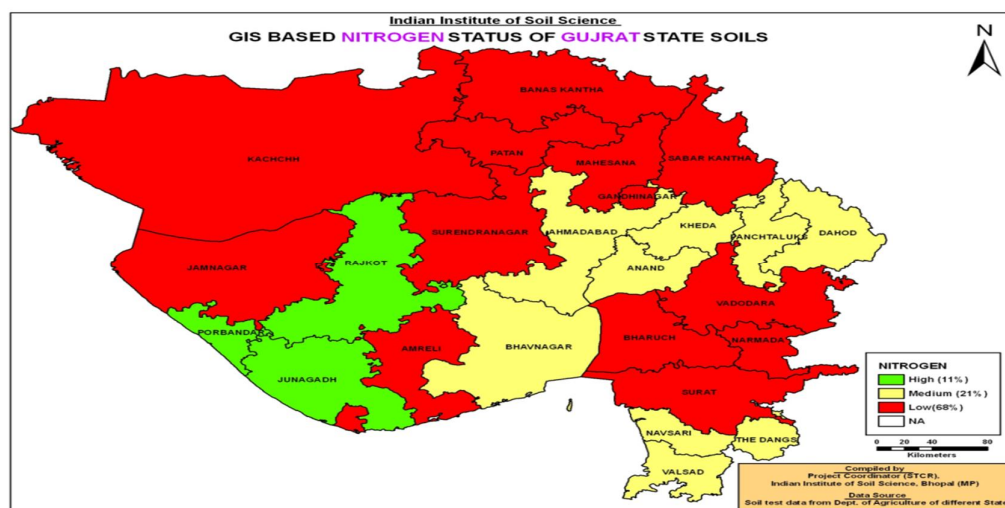 Indian Institute of Soil Science
GIS BASED NITROGEN STATUS OF GUJRAT STATE SOILS
N
BANAS KANTHA
PATAN
MAHESANA
SABAR KANTHA
KACHCHH
GANDHINAGAR
SURENDRANAGAR
AHMADABAD
KHEDA
PANCHTALUKS
DAHOD
RAJKOT
JAMNAGAR
ANAND
VADODARA
PORBANDAR
AMRELI
BHAVNAGAR
BHARUCH
NARMADA
JUNAGADH
SURAT
NAVSARI
THE DANGS
VALSAD
NITROGEN
High (11%)
Medium (21%)
Low(68%)
NA
0 20 40 80
Kilometers
Compiled by
Project Coordinator (STCR),
Indian Institute of Soil Science, Bhopal (MP)
Data Source
Soil test data from Dept. of Agriculture of different State